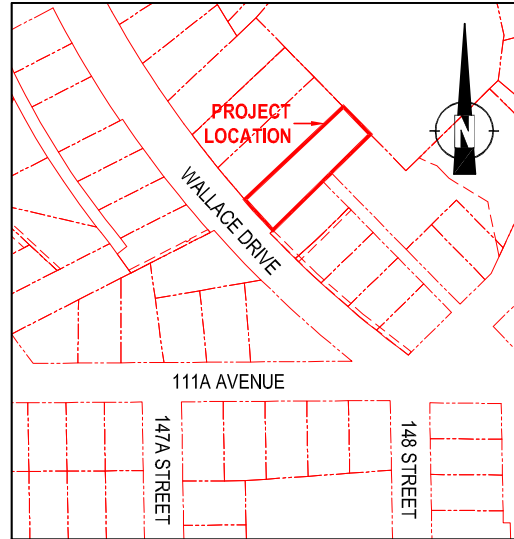 PROJECT
LOCATION
N
WALLACE DRIVE
111A AVENUE
147A STREET
148 STREET